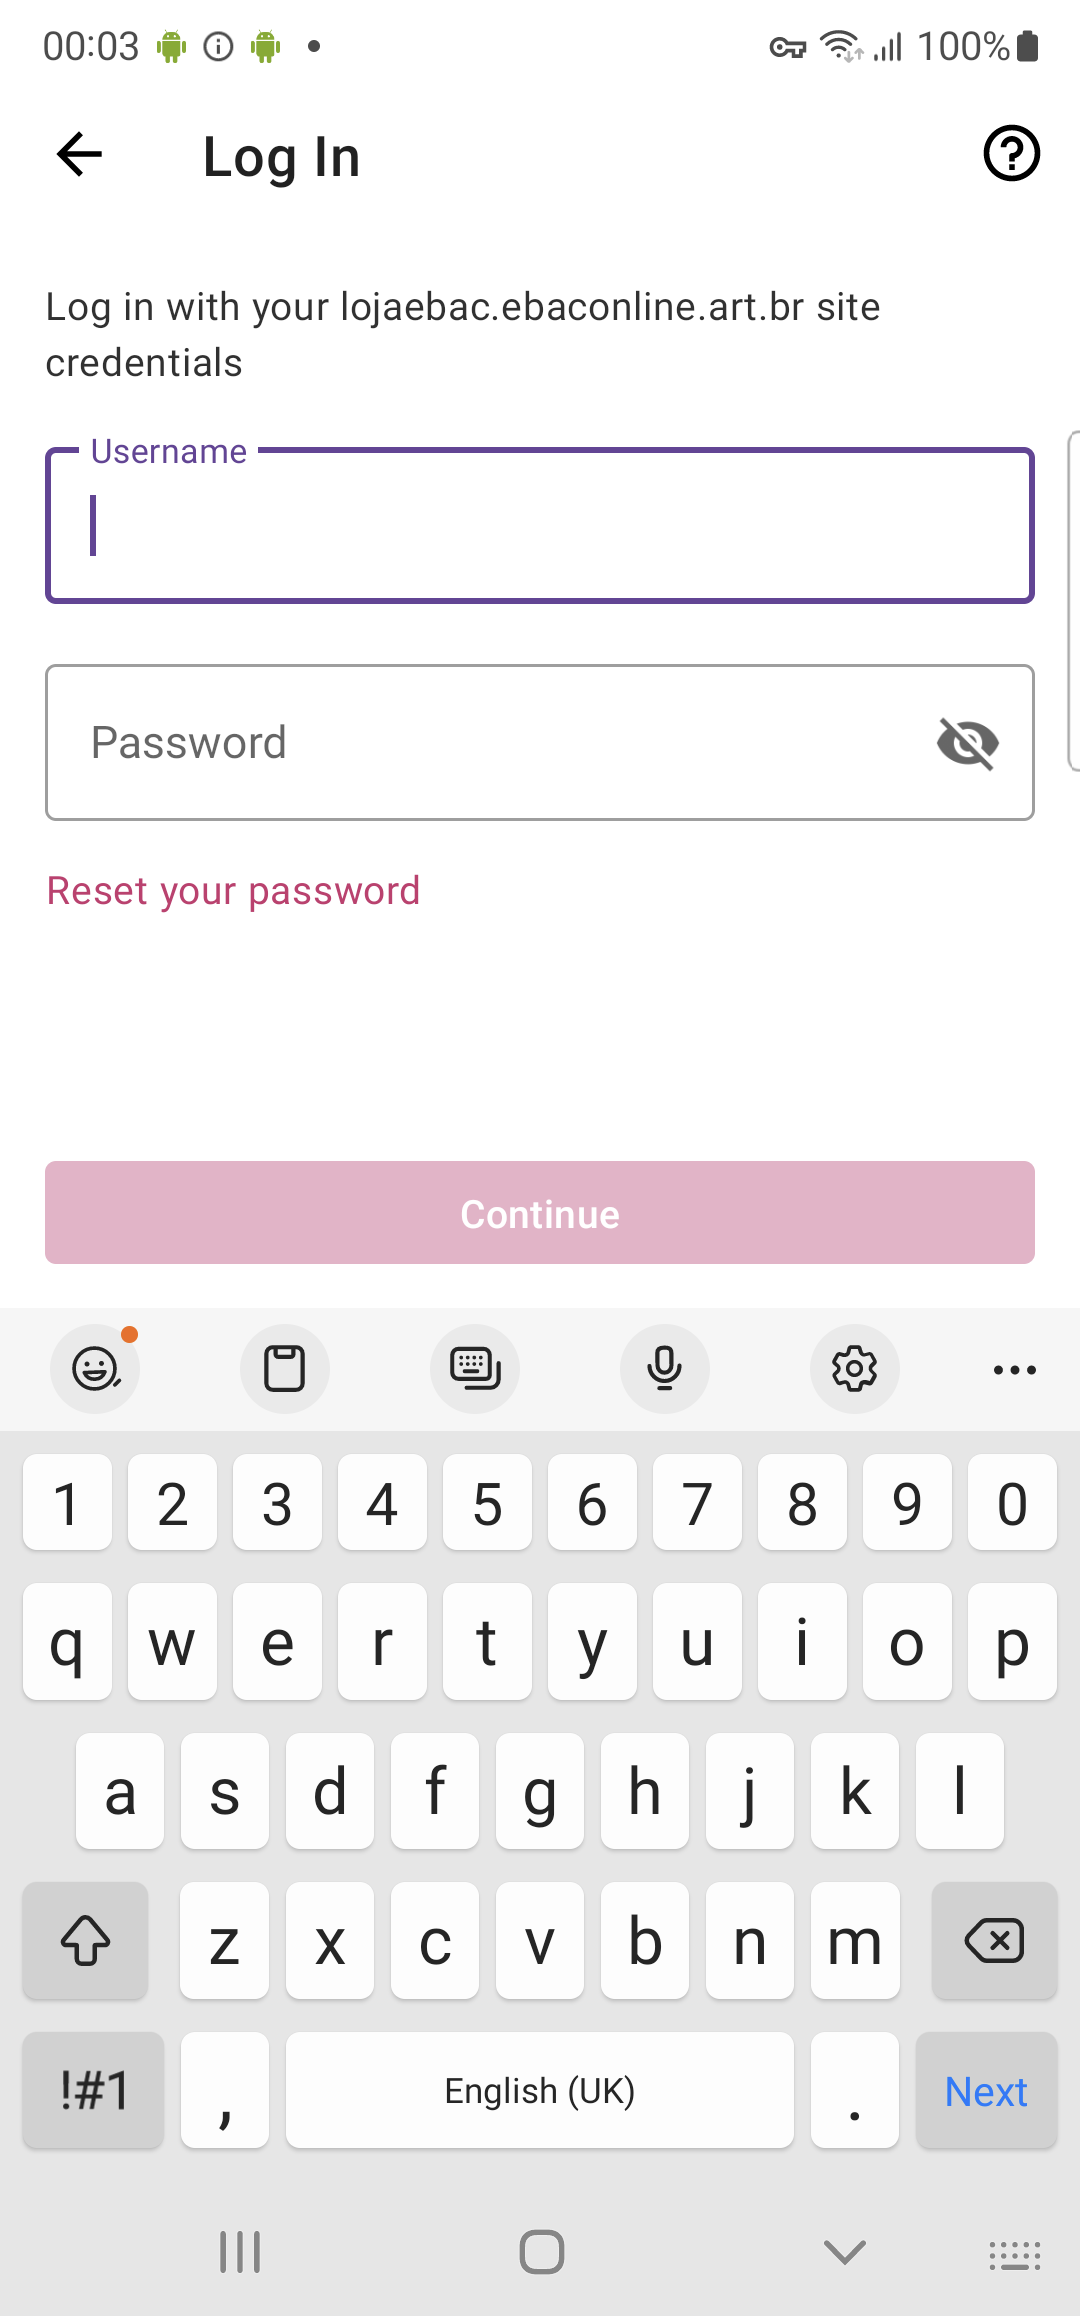 00:03 100%
Log In
Log in with your lojaebac.ebaconline.art.br site
credentials
Username
Password
Reset your password
Continue
1 2 3 4 5 6 7 8 9 0
q w e r t y u i o p
a s d f g h j k l
z x c v b n m
!#1 , English (UK) . Next